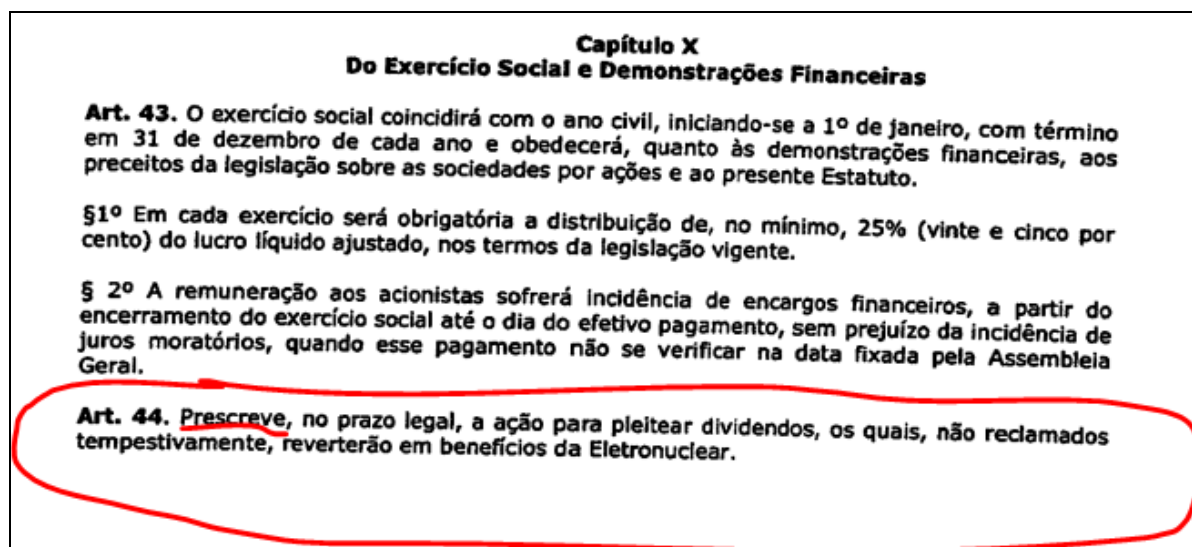 Capítulo X
Do Exercício Social e Demonstrações Financeiras
Art. 43. O exercício social coincidirá com o ano civil, iniciando-se a 1º de janeiro, com término
em 31 de dezembro de cada ano e obedecerá, quanto às demonstrações financeiras, aos
preceitos da legislação sobre as sociedades por ações e ao presente Estatuto.
§1º Em cada exercício será obrigatória a distribuição de, no mínimo, 25% (vinte e cinco por
cento) do lucro líquido ajustado, nos termos da legislação vigente.
§ 2º A remuneração aos acionistas sofrerá incidência de encargos financeiros, a partir do
encerramento do exercício social até o dia do efetivo pagamento, sem prejuízo da incidência de
juros moratórios, quando esse pagamento não se verificar na data fixada pela Assembleia
Geral.
Art. 44. Prescreve, no prazo legal, a ação para pleitear dividendos, os quais, não reclamados
tempestivamente, reverterão em benefícios da Eletronuclear.